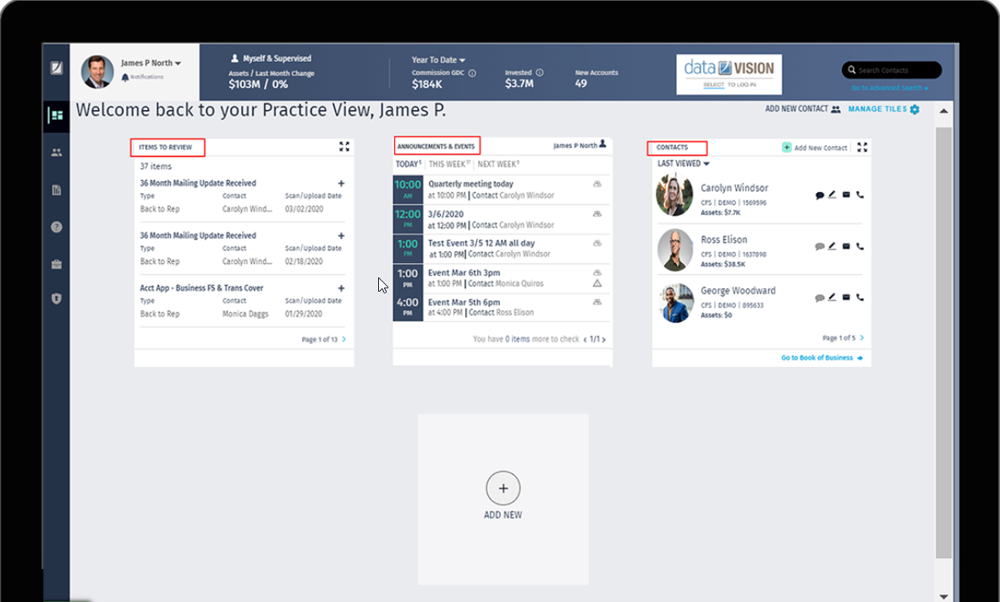 James P North
Notifications
Myself & Supervised
Assets / Last Month Change
$103M / 0%
Year To Date
Commission GDC
$184K
Invested
$3.7M
New Accounts
49
data VISION
SELECT TO LOG IN
Search Contacts
Go to Advanced Search
Welcome back to your Practice View, James P.
ADD NEW CONTACT
MANAGE TILES
ITEMS TO REVIEW
37 items
36 Month Mailing Update Received +
Type Contact Scan/Upload Date
Back to Rep Carolyn Wind... 03/02/2020
36 Month Mailing Update Received +
Type Contact Scan/Upload Date
Back to Rep Carolyn Wind... 02/18/2020
Acct App - Business FS & Trans Cover +
Type Contact Scan/Upload Date
Back to Rep Monica Daggs 01/29/2020
Page 1 of 13 >
ANNOUNCEMENTS & EVENTS James P North
TODAY 5 | THIS WEEK 17 | NEXT WEEK
10:00 AM Quarterly meeting today
at 10:00 PM | Contact Carolyn Windsor
12:00 PM 3/6/2020
at 12:00 PM | Contact Carolyn Windsor
1:00 PM Test Event 3/5 12 AM all day
at 1:00 PM | Contact Carolyn Windsor
1:00 PM Event Mar 6th 3pm
at 1:00 PM | Contact Monica Quiros
4:00 PM Event Mar 5th 6pm
at 4:00 PM | Contact Ross Elison
You have 0 items more to check < 1/1 >
CONTACTS
+ Add New Contact
LAST VIEWED
Carolyn Windsor
CFS | DEMO | 1569596
Assets: $7.7K
Ross Elison
CFS | DEMO | 1637898
Assets: $38.5K
George Woodward
CFS | DEMO | 895633
Assets: $0
Page 1 of 5 >
Go to Book of Business
+
ADD NEW